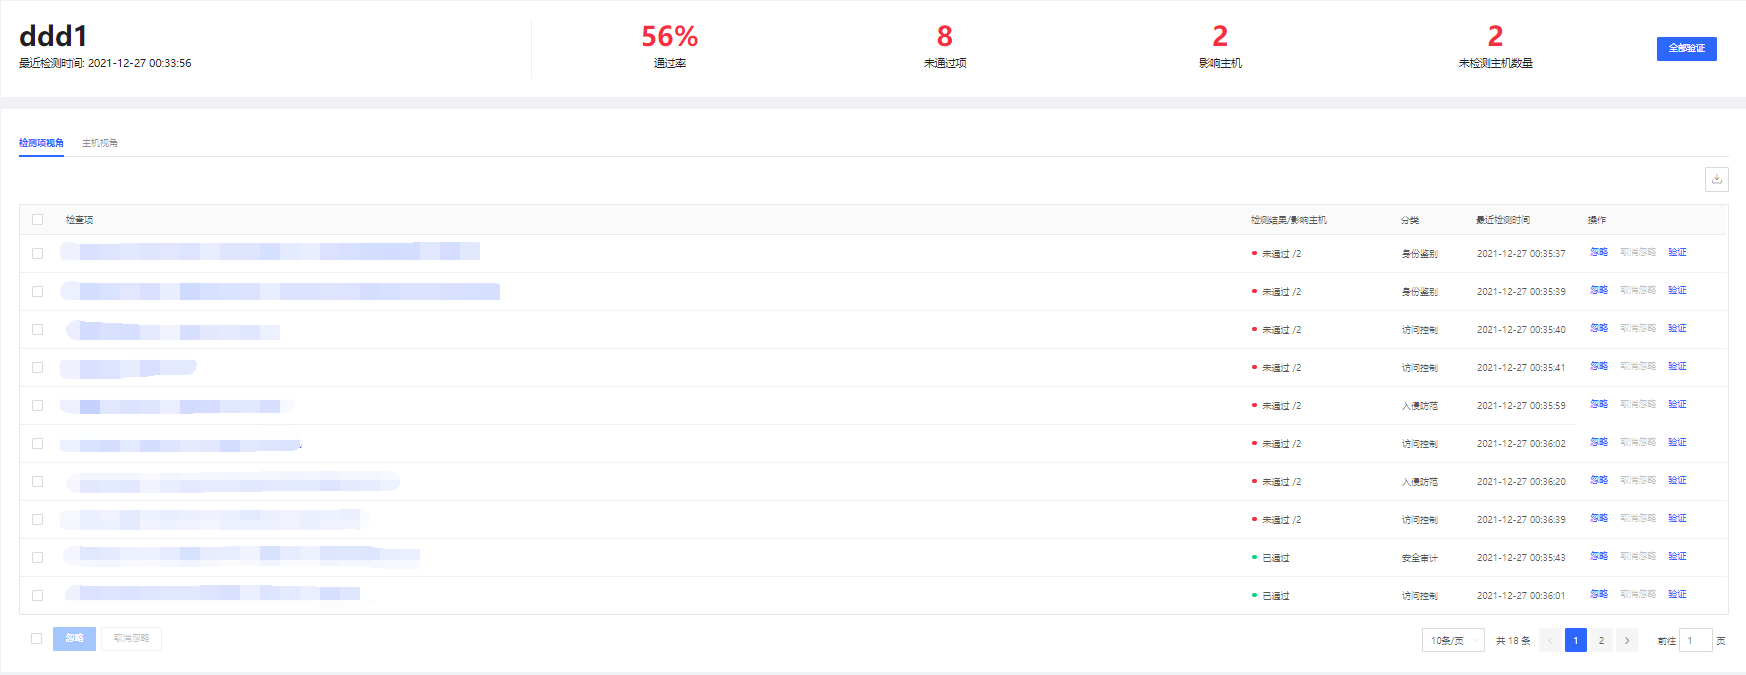 ddd1
最近检测时间: 2021-12-27 00:33:56
56%
通过率
8
未通过项
2
影响主机
2
未检测主机数量
全部验证
检测项视角 主机视角
检查项 检测结果/影响主机 分类 最近检测时间 操作
未通过 /2 身份鉴别 2021-12-27 00:35:37 忽略 取消忽略 验证
未通过 /2 身份鉴别 2021-12-27 00:35:39 忽略 取消忽略 验证
未通过 /2 访问控制 2021-12-27 00:35:40 忽略 取消忽略 验证
未通过 /2 访问控制 2021-12-27 00:35:41 忽略 取消忽略 验证
未通过 /2 入侵防范 2021-12-27 00:35:59 忽略 取消忽略 验证
未通过 /2 访问控制 2021-12-27 00:36:02 忽略 取消忽略 验证
未通过 /2 入侵防范 2021-12-27 00:36:20 忽略 取消忽略 验证
未通过 /2 访问控制 2021-12-27 00:36:39 忽略 取消忽略 验证
已通过 安全审计 2021-12-27 00:35:43 忽略 取消忽略 验证
已通过 访问控制 2021-12-27 00:36:01 忽略 取消忽略 验证
忽略 取消忽略 10条/页 共 18 条 1 2 前往 1 页